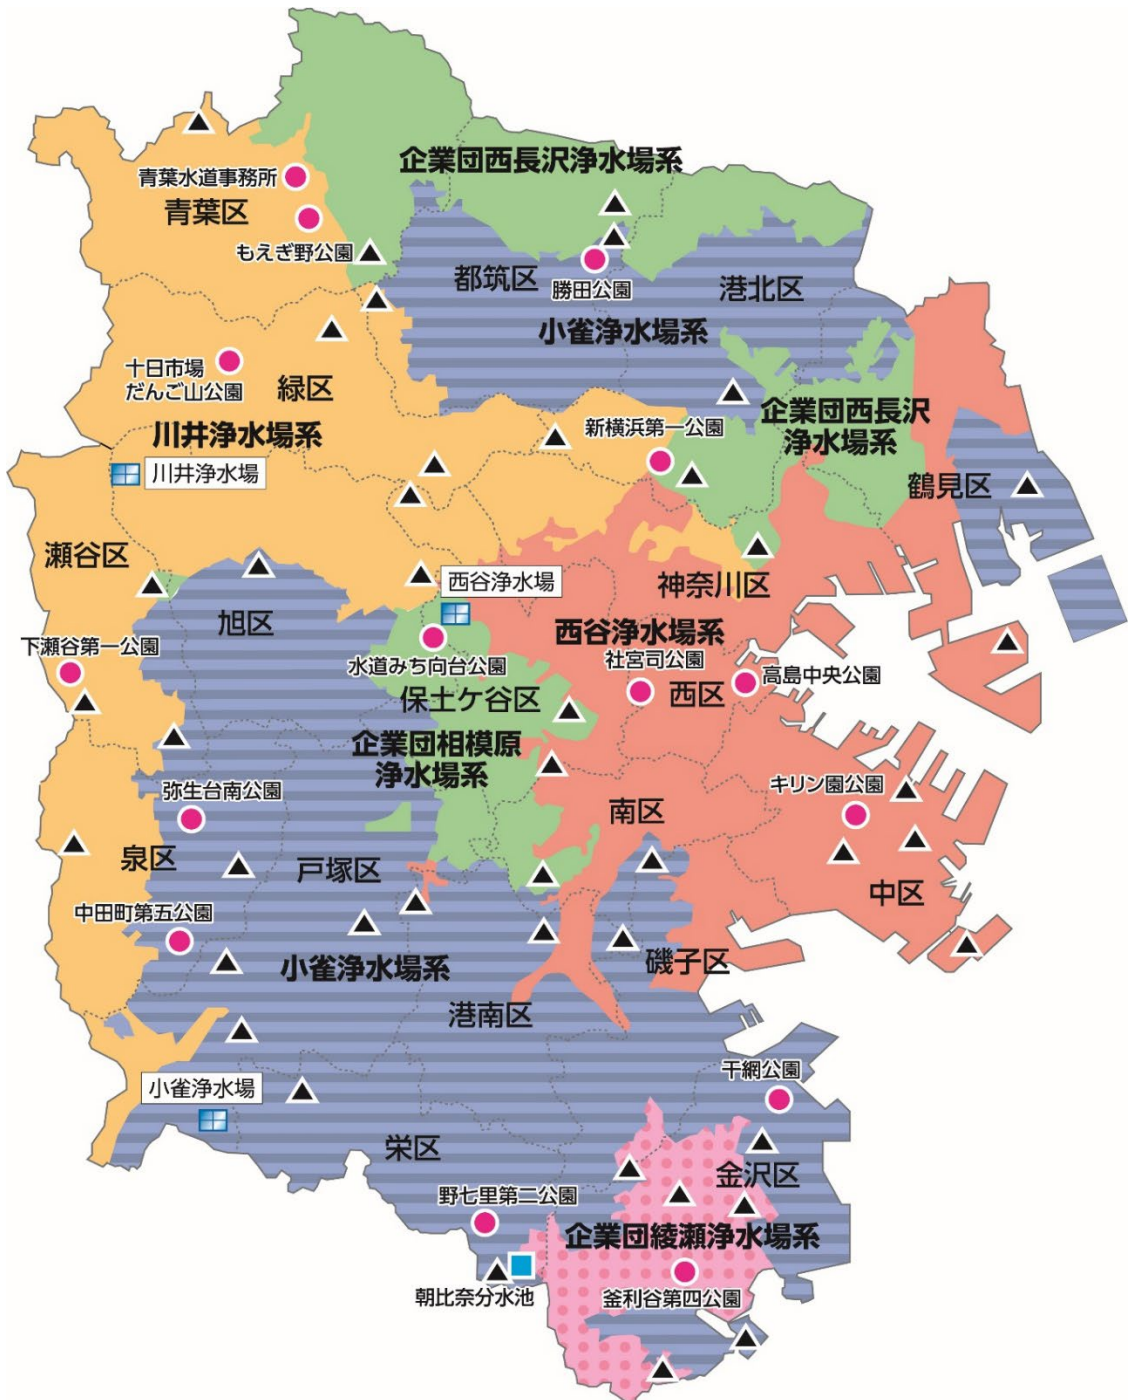 企業団西長沢浄水場系
青葉水道事務所
青葉区
もえぎ野公園
都筑区
勝田公園
港北区
小雀浄水場系
十日市場
だんご山公園
緑区
川井浄水場系
川井浄水場
新横浜第一公園
企業団西長沢
浄水場系
鶴見区
瀬谷区
旭区
西谷浄水場
神奈川区
西谷浄水場系
下瀬谷第一公園
水道みち向台公園
社宮司公園
高島中央公園
保土ケ谷区
西区
企業団相模原
浄水場系
弥生台南公園
キリン園公園
南区
泉区
戸塚区
中区
中田町第五公園
小雀浄水場系
磯子区
港南区
小雀浄水場
干網公園
栄区
金沢区
野七里第二公園
企業団綾瀬浄水場系
朝比奈分水池
釜利谷第四公園